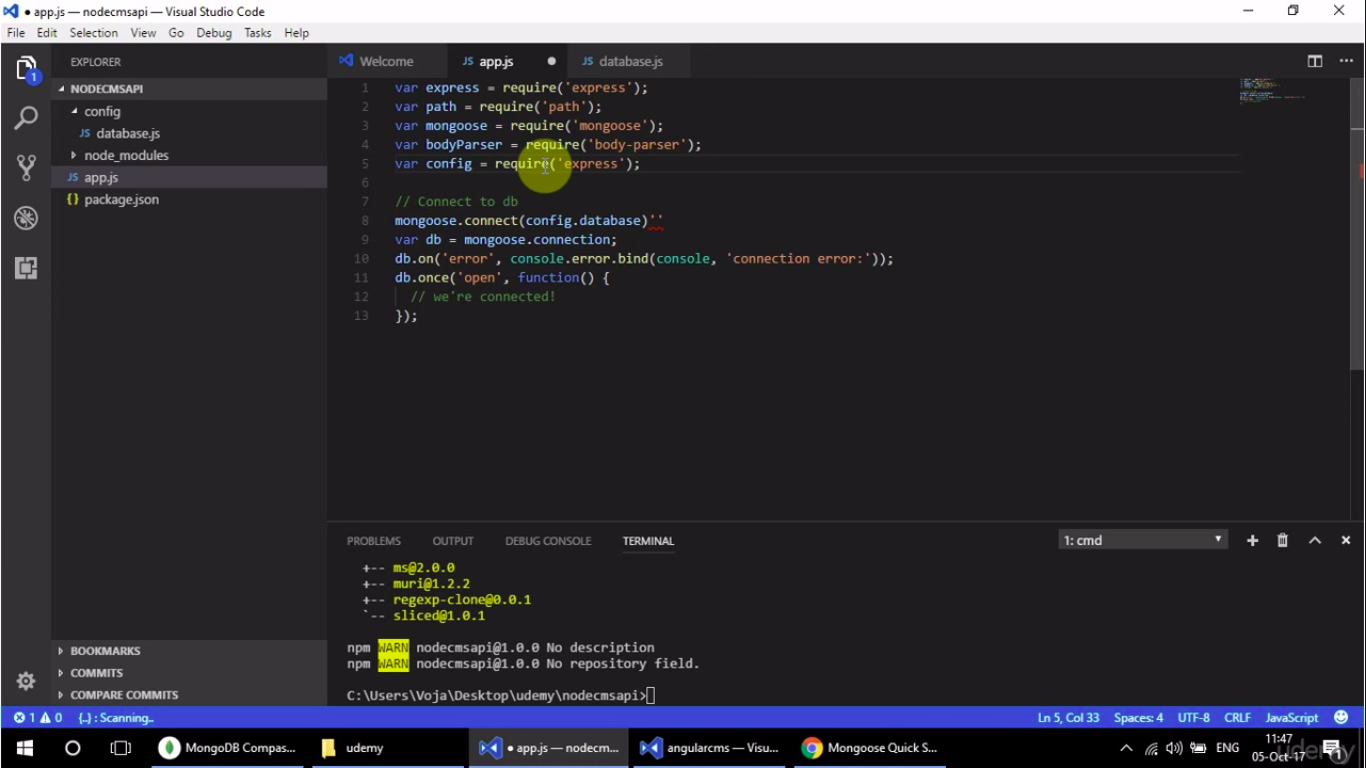 app.js — nodecmsapi — Visual Studio Code
File Edit Selection View Go Debug Tasks Help
EXPLORER
Welcome
JS app.js
JS database.js
NODECMSAPI
config
JS database.js
node_modules
JS app.js
{} package.json
1 var express = require('express');
2 var path = require('path');
3 var mongoose = require('mongoose');
4 var bodyParser = require('body-parser');
5 var config = require('express');
6
7 // Connect to db
8 mongoose.connect(config.database)''
9 var db = mongoose.connection;
10 db.on('error', console.error.bind(console, 'connection error:'));
11 db.once('open', function() {
12 // we're connected!
13 });
PROBLEMS OUTPUT DEBUG CONSOLE TERMINAL 1: cmd
+-- ms@2.0.0
+-- muri@1.2.2
+-- regexp-clone@0.0.1
`-- sliced@1.0.1
npm WARN nodecmsapi@1.0.0 No description
npm WARN nodecmsapi@1.0.0 No repository field.
C:\Users\Voja\Desktop\udemy\nodecmsapi>
BOOKMARKS
COMMITS
COMPARE COMMITS
1 0 {..} : Scanning.. Ln 5, Col 33 Spaces: 4 UTF-8 CRLF JavaScript
MongoDB Compas... udemy app.js — nodecm... angularcms — Visu... Mongoose Quick S... ENG 11:47
05-Oct-17
udemy
1